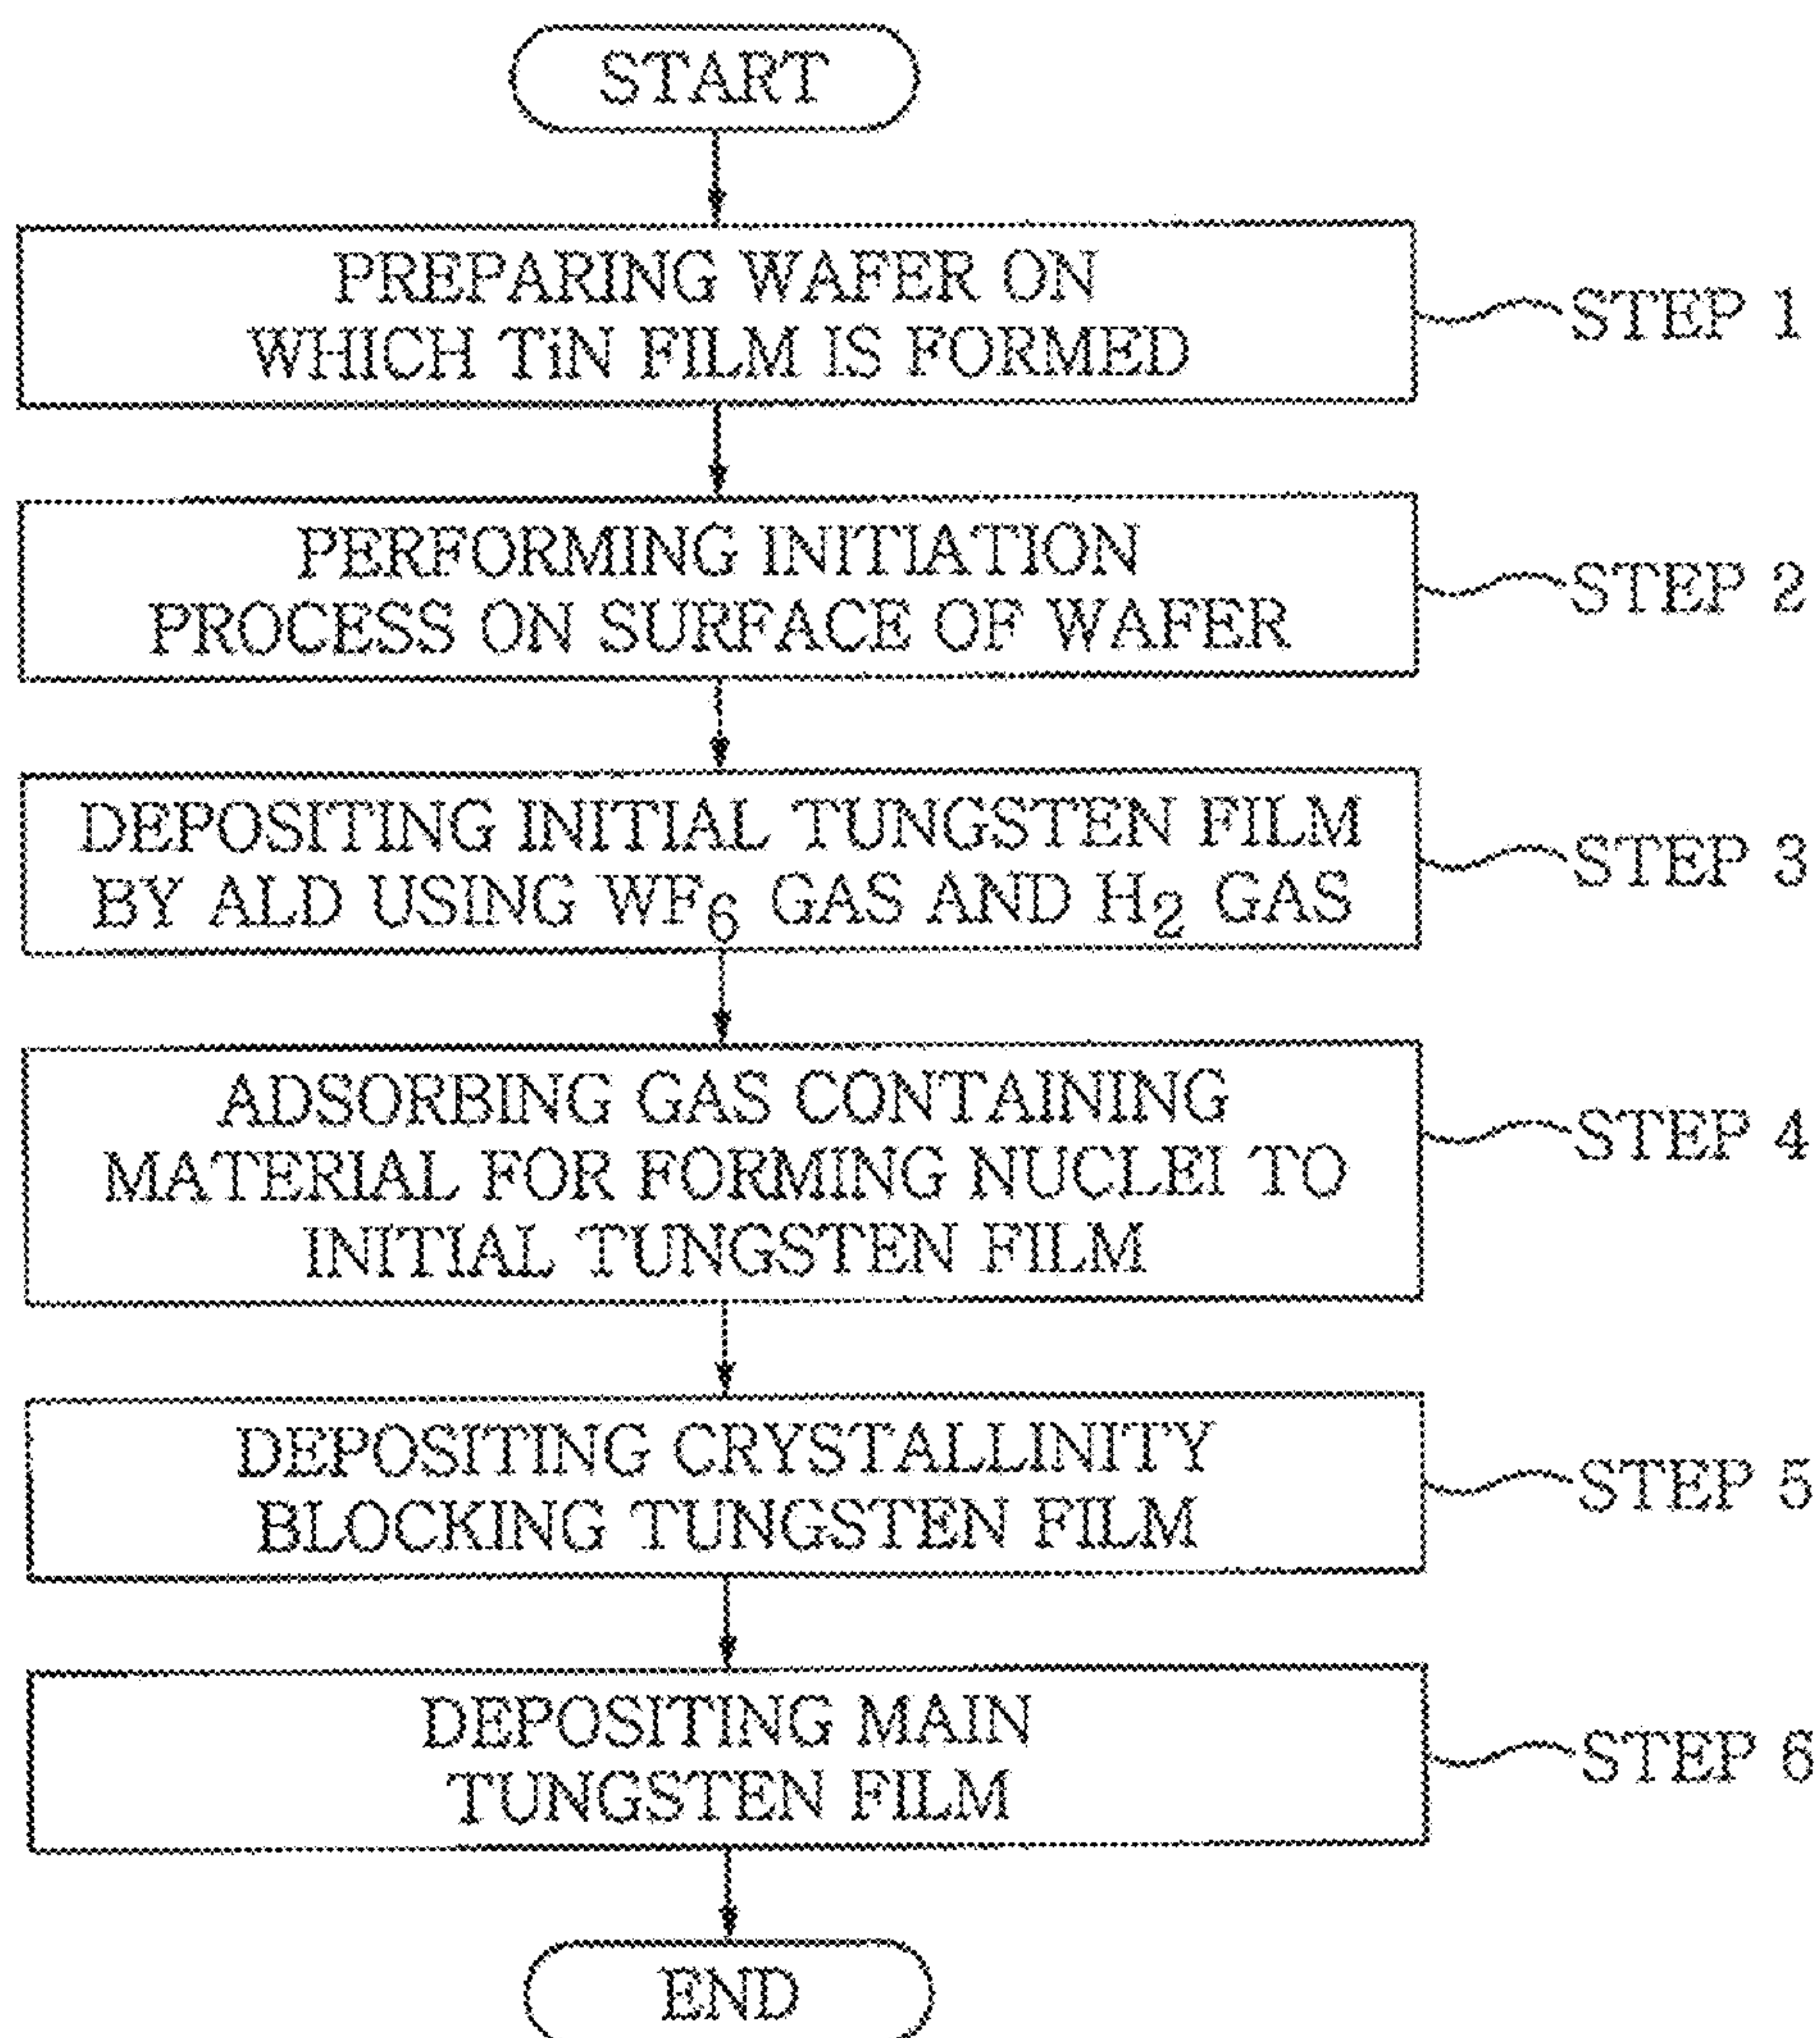 START
PREPARING WAFER ON
WHICH TiN FILM IS FORMED
STEP 1
PERFORMING INITIATION
PROCESS ON SURFACE OF WAFER
STEP 2
DEPOSITING INITIAL TUNGSTEN FILM
BY ALD USING WF6 GAS AND H2 GAS
STEP 3
ADSORBING GAS CONTAINING
MATERIAL FOR FORMING NUCLEI TO
INITIAL TUNGSTEN FILM
STEP 4
DEPOSITING CRYSTALLINITY
BLOCKING TUNGSTEN FILM
STEP 5
DEPOSITING MAIN
TUNGSTEN FILM
STEP 6
END